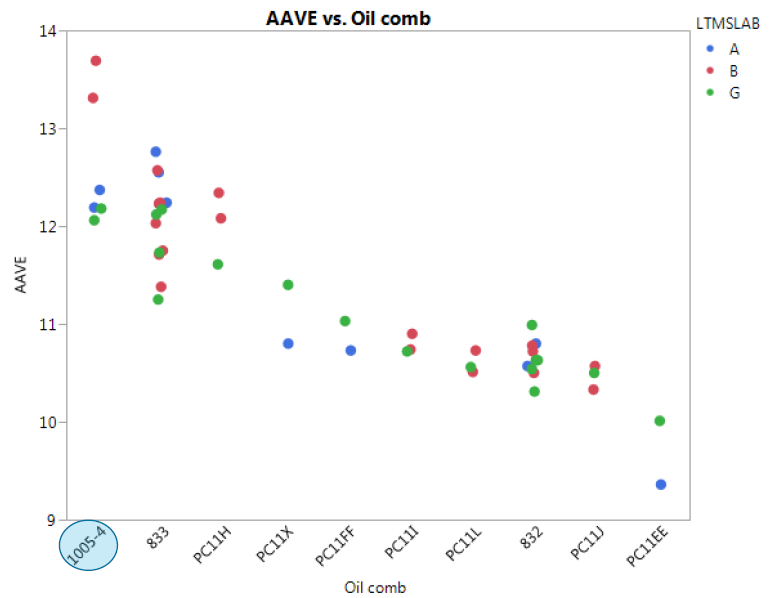 AAVE vs. Oil comb
LTMSLAB
A
B
G
14
13
12
11
10
9
AAVE
1005-4
833
PC11H
PC11X
PC11FF
PC11I
PC11L
832
PC11J
PC11EE
Oil comb